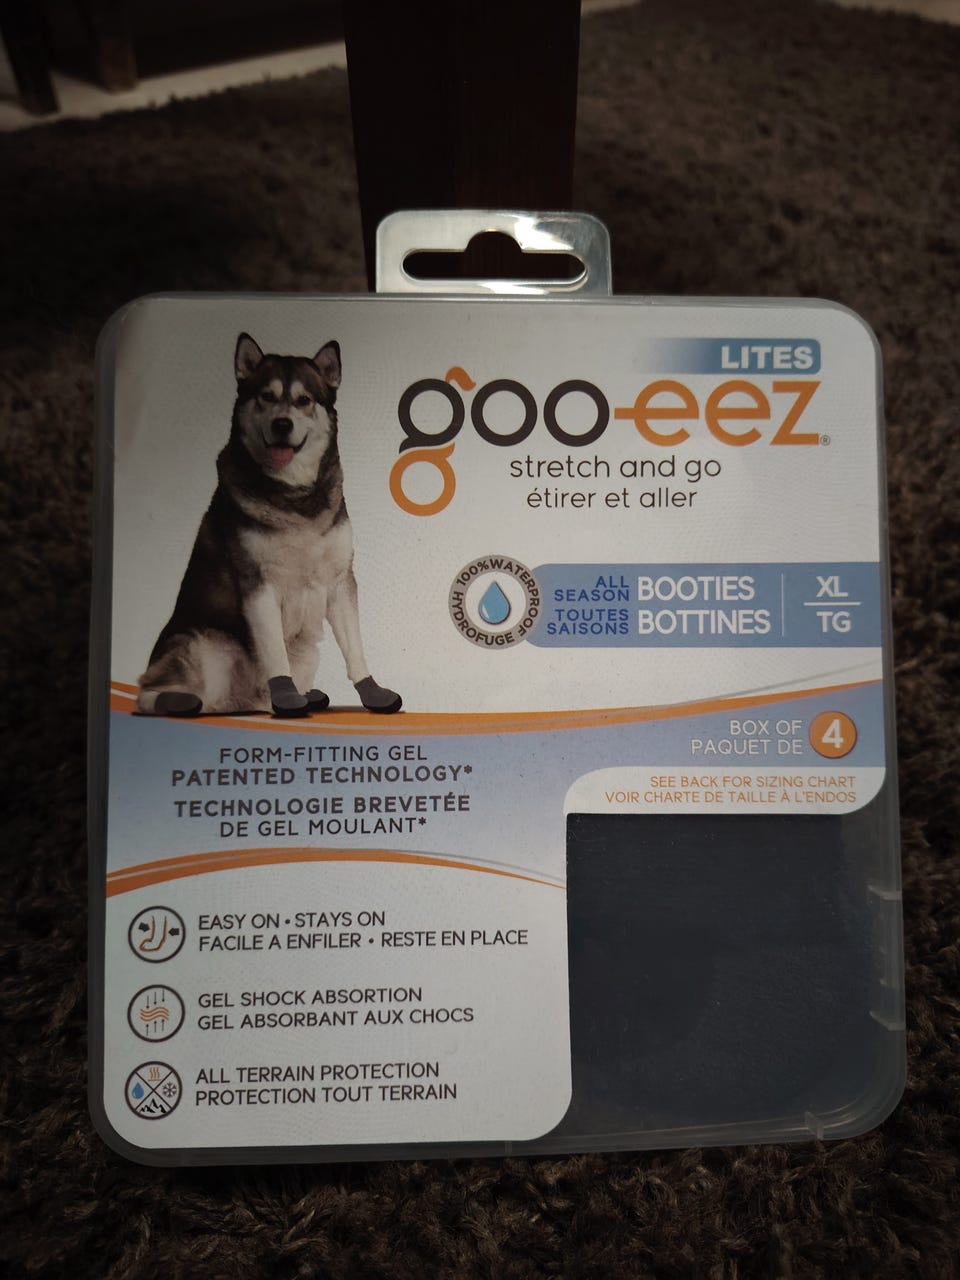 LITES
goo-eez®
stretch and go
étirer et aller
100% WATERPROOF
HYDROFUGE
ALL SEASON BOOTIES
TOUTES SAISONS BOTTINES
XL
TG
BOX OF
PAQUET DE 4
SEE BACK FOR SIZING CHART
VOIR CHARTE DE TAILLE À L'ENDOS
FORM-FITTING GEL
PATENTED TECHNOLOGY*
TECHNOLOGIE BREVETÉE
DE GEL MOULANT*
EASY ON • STAYS ON
FACILE A ENFILER • RESTE EN PLACE
GEL SHOCK ABSORTION
GEL ABSORBANT AUX CHOCS
ALL TERRAIN PROTECTION
PROTECTION TOUT TERRAIN